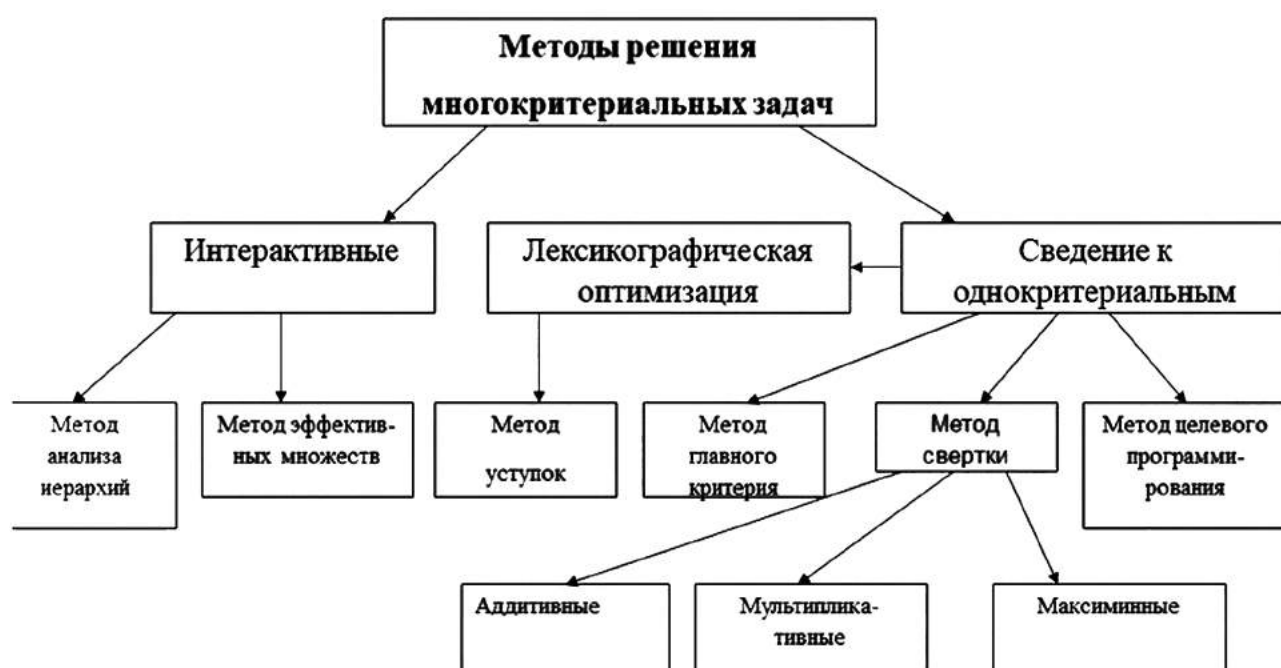 Методы решения
многокритериальных задач
Интерактивные
Лексикографическая
оптимизация
Сведение к
однокритериальным
Метод
анализа
иерархий
Метод эффектив-
ных множеств
Метод
уступок
Метод
главного
критерия
Метод
свертки
Метод целевого
программи-
рования
Аддитивные
Мультиплика-
тивные
Максиминные